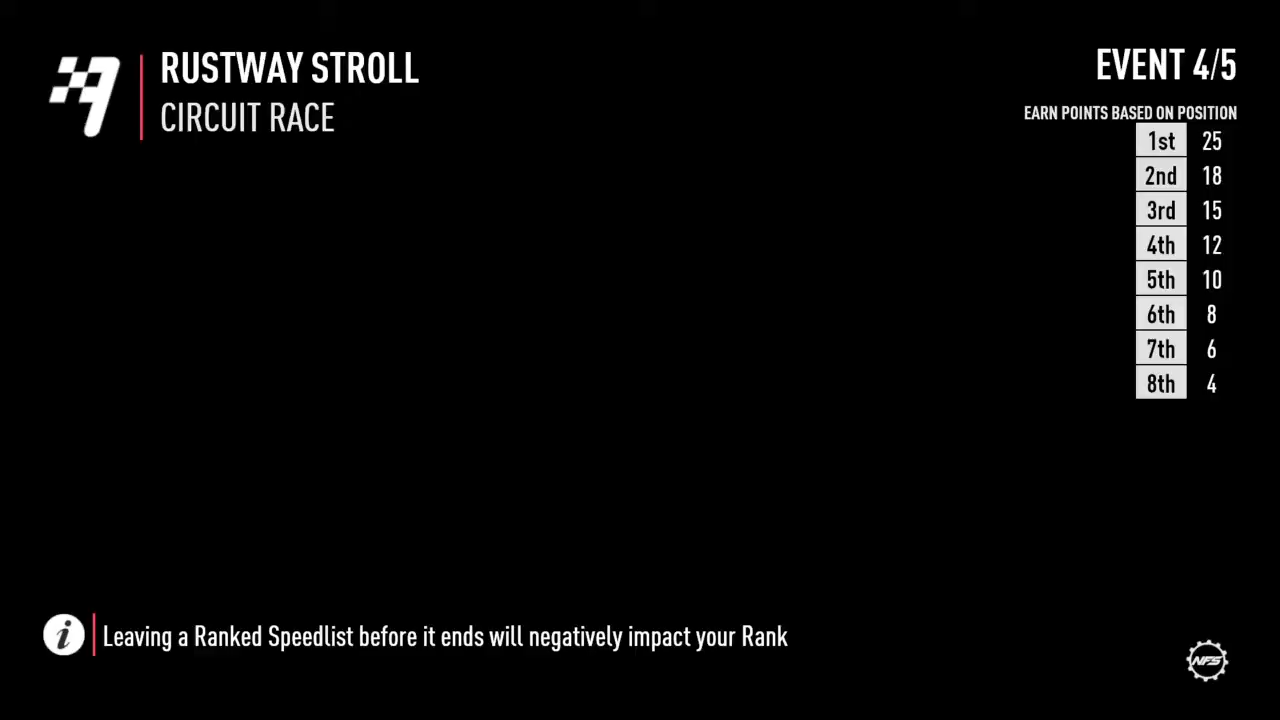 RUSTWAY STROLL
CIRCUIT RACE
EVENT 4/5
EARN POINTS BASED ON POSITION
1st 25
2nd 18
3rd 15
4th 12
5th 10
6th 8
7th 6
8th 4
i Leaving a Ranked Speedlist before it ends will negatively impact your Rank
NFS